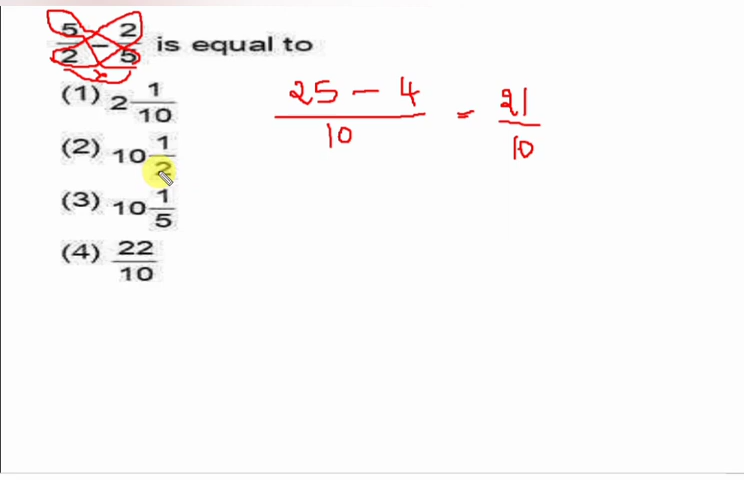 5/2 - 2/5 is equal to
(1) 2 1/10
(2) 10 1/2
(3) 10 1/5
(4) 22/10
25 - 4 / 10 = 21/10